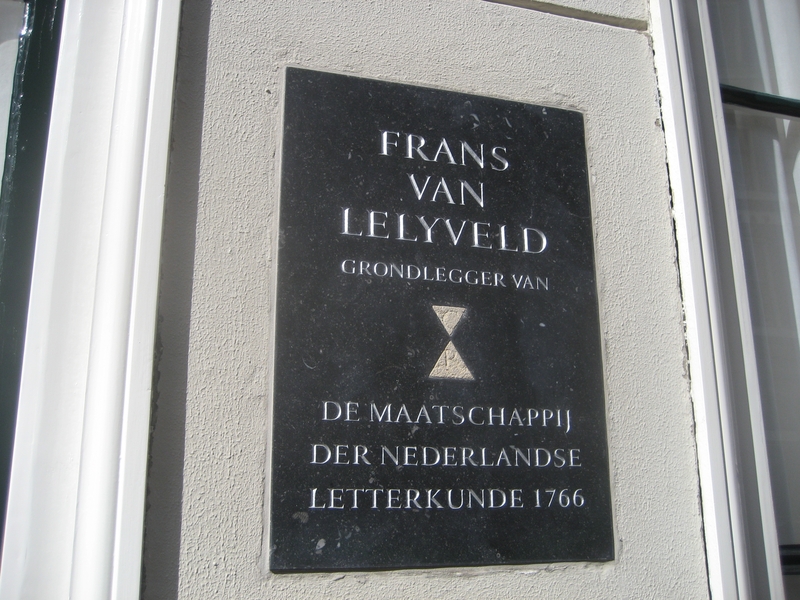 FRANS
VAN
LELYVELD
GRONDLEGGER VAN
DE MAATSCHAPPIJ
DER NEDERLANDSE
LETTERKUNDE 1766